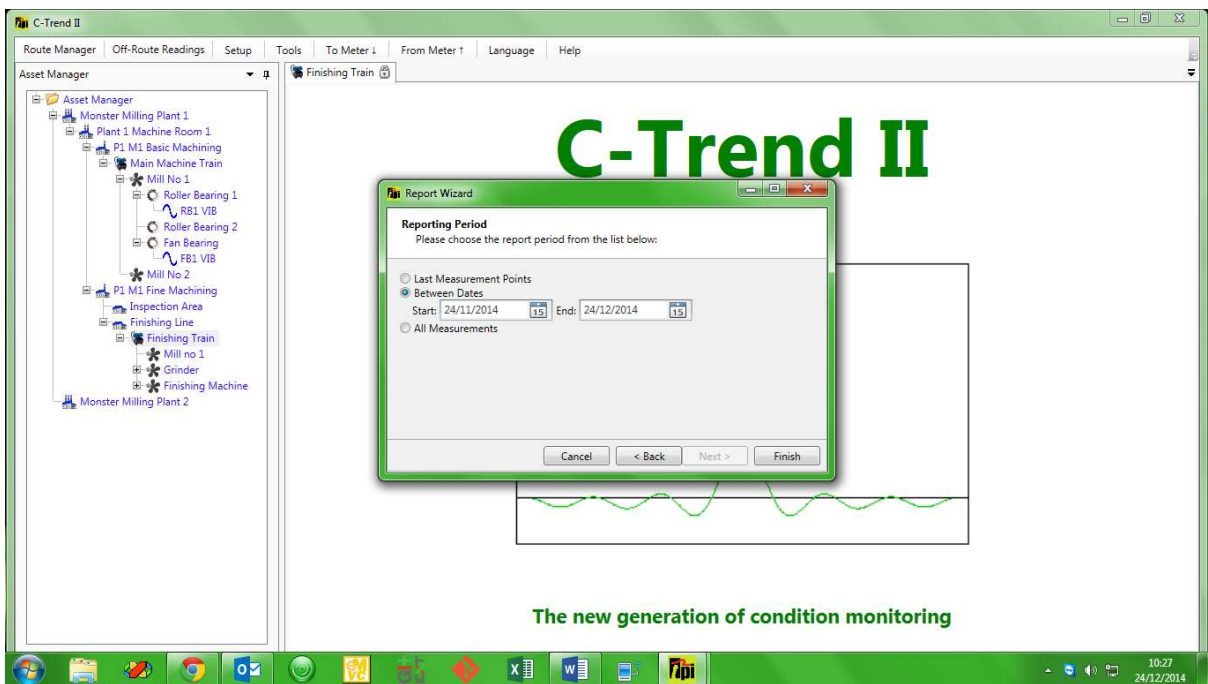 C-Trend II
Route Manager Off-Route Readings Setup Tools To Meter ↓ From Meter ↑ Language Help
Asset Manager
Finishing Train
Asset Manager
Monster Milling Plant 1
Plant 1 Machine Room 1
P1 M1 Basic Machining
Main Machine Train
Mill No 1
Roller Bearing 1
RB1 VIB
Roller Bearing 2
Fan Bearing
FB1 VIB
Mill No 2
P1 M1 Fine Machining
Inspection Area
Finishing Line
Finishing Train
Mill no 1
Grinder
Finishing Machine
Monster Milling Plant 2
C-Trend II
Report Wizard
Reporting Period
Please choose the report period from the list below:
Last Measurement Points
Between Dates
Start: 24/11/2014 15 End: 24/12/2014 15
All Measurements
Cancel < Back Next > Finish
The new generation of condition monitoring
10:27
24/12/2014